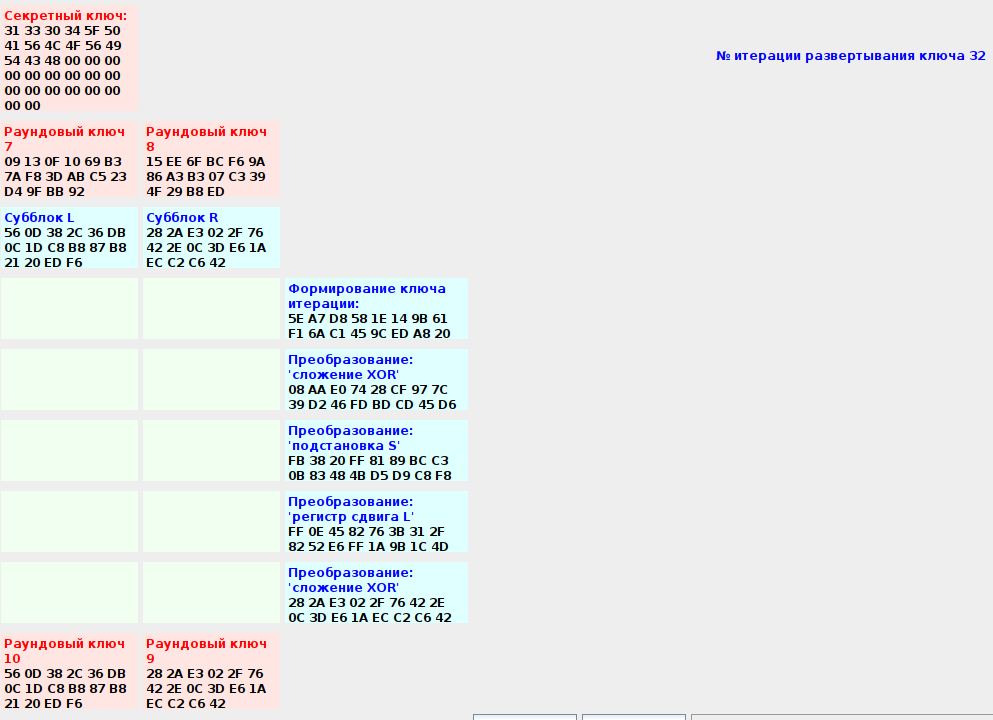 Секретный ключ:
31 33 30 34 5F 50
41 56 4C 4F 56 49
54 43 48 00 00 00
00 00 00 00 00 00
00 00 00 00 00 00
00 00
№ итерации развертывания ключа 32
Раундовый ключ
7
09 13 0F 10 69 B3
7A F8 3D AB C5 23
D4 9F BB 92
Раундовый ключ
8
15 EE 6F BC F6 9A
86 A3 B3 07 C3 39
4F 29 B8 ED
Субблок L
56 0D 38 2C 36 DB
0C 1D C8 B8 87 B8
21 20 ED F6
Субблок R
28 2A E3 02 2F 76
42 2E 0C 3D E6 1A
EC C2 C6 42
Формирование ключа
итерации:
5E A7 D8 58 1E 14 9B 61
F1 6A C1 45 9C ED A8 20
Преобразование:
'сложение XOR'
08 AA E0 74 28 CF 97 7C
39 D2 46 FD BD CD 45 D6
Преобразование:
'подстановка S'
FB 38 20 FF 81 89 BC C3
0B 83 48 4B D5 D9 C8 F8
Преобразование:
'регистр сдвига L'
FF 0E 45 82 76 3B 31 2F
82 52 E6 FF 1A 9B 1C 4D
Преобразование:
'сложение XOR'
28 2A E3 02 2F 76 42 2E
0C 3D E6 1A EC C2 C6 42
Раундовый ключ
10
56 0D 38 2C 36 DB
0C 1D C8 B8 87 B8
21 20 ED F6
Раундовый ключ
9
28 2A E3 02 2F 76
42 2E 0C 3D E6 1A
EC C2 C6 42